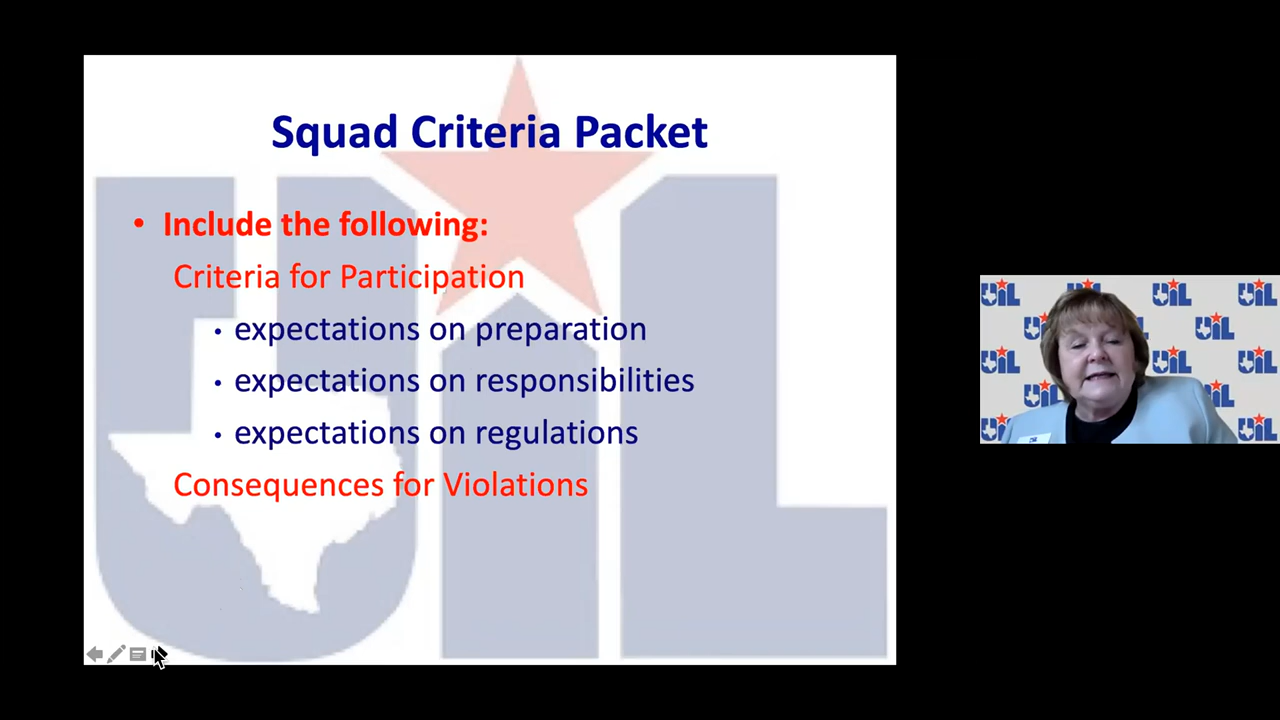 Squad Criteria Packet
• Include the following:
Criteria for Participation
• expectations on preparation
• expectations on responsibilities
• expectations on regulations
Consequences for Violations
UIL